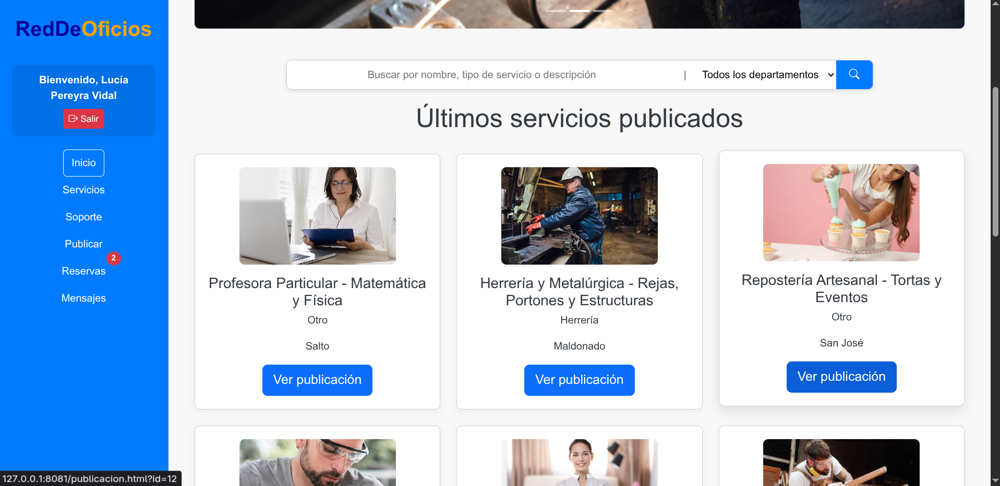 RedDeOficios
Bienvenido, Lucía
Pereyra Vidal
Salir
Inicio
Servicios
Soporte
Publicar
2
Reservas
Mensajes
Buscar por nombre, tipo de servicio o descripción
|
Todos los departamentos
Últimos servicios publicados
Profesora Particular - Matemática
y Física
Otro
Salto
Ver publicación
Herrería y Metalúrgica - Rejas,
Portones y Estructuras
Herrería
Maldonado
Ver publicación
Repostería Artesanal - Tortas y
Eventos
Otro
San José
Ver publicación
127.0.0.1:8081/publicacion.html?id=12